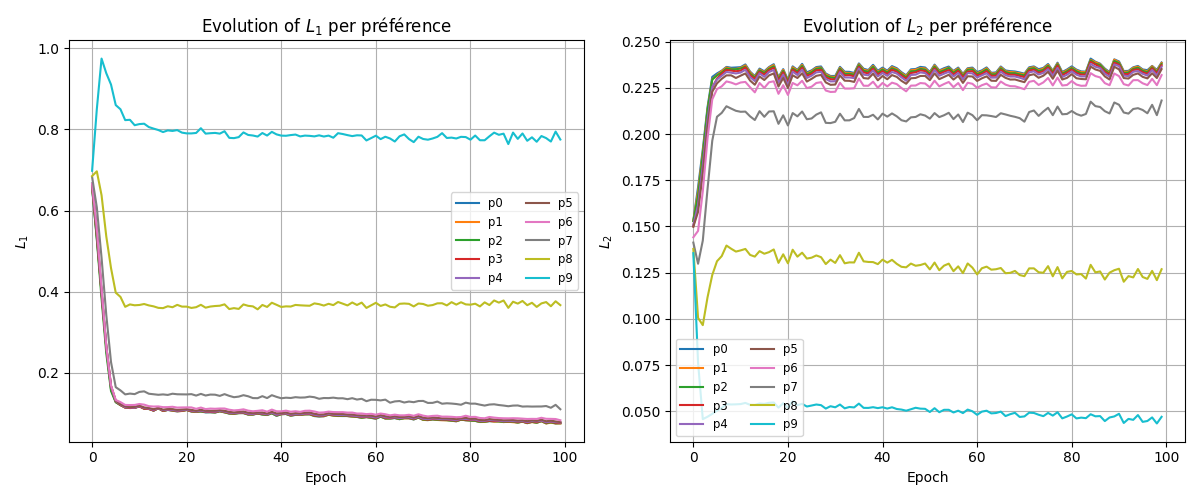 Evolution of L₁ per préférence
L₁
1.0
0.8
0.6
0.4
0.2
0 20 40 60 80 100
Epoch
p0 p5
p1 p6
p2 p7
p3 p8
p4 p9
Evolution of L₂ per préférence
L₂
0.250
0.225
0.200
0.175
0.150
0.125
0.100
0.075
0.050
0 20 40 60 80 100
Epoch
p0 p5
p1 p6
p2 p7
p3 p8
p4 p9